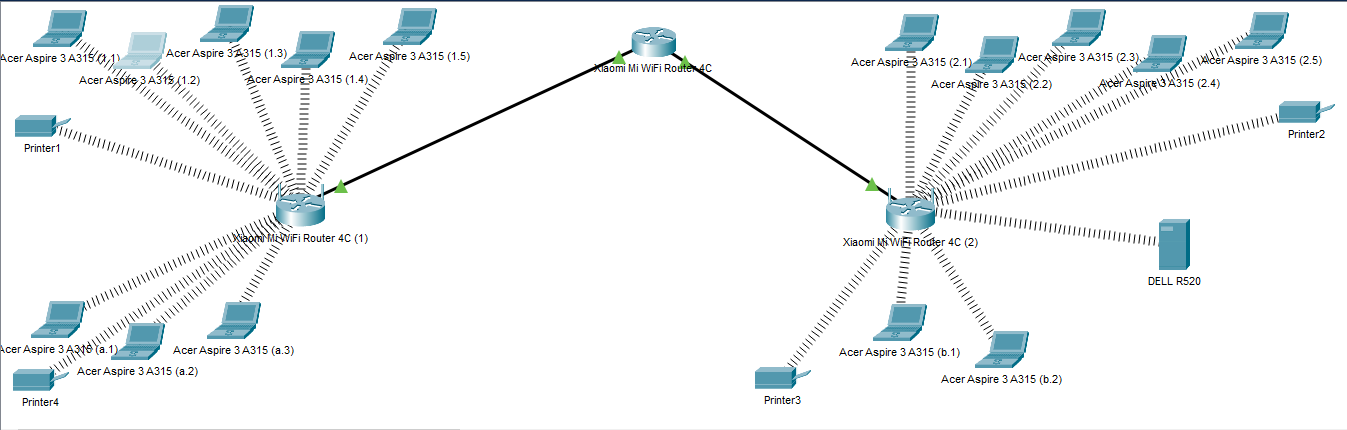 Acer Aspire 3 A315 (1.1)
Acer Aspire 3 A315 (1.2)
Acer Aspire 3 A315 (1.3)
Acer Aspire 3 A315 (1.4)
Acer Aspire 3 A315 (1.5)
Xiaomi Mi WiFi Router 4C
Acer Aspire 3 A315 (2.1)
Acer Aspire 3 A315 (2.2)
Acer Aspire 3 A315 (2.3)
Acer Aspire 3 A315 (2.4)
Acer Aspire 3 A315 (2.5)
Printer1
Printer2
Xiaomi Mi WiFi Router 4C (1)
Xiaomi Mi WiFi Router 4C (2)
DELL R520
Acer Aspire 3 A315 (a.1)
Acer Aspire 3 A315 (a.2)
Acer Aspire 3 A315 (a.3)
Acer Aspire 3 A315 (b.1)
Acer Aspire 3 A315 (b.2)
Printer4
Printer3